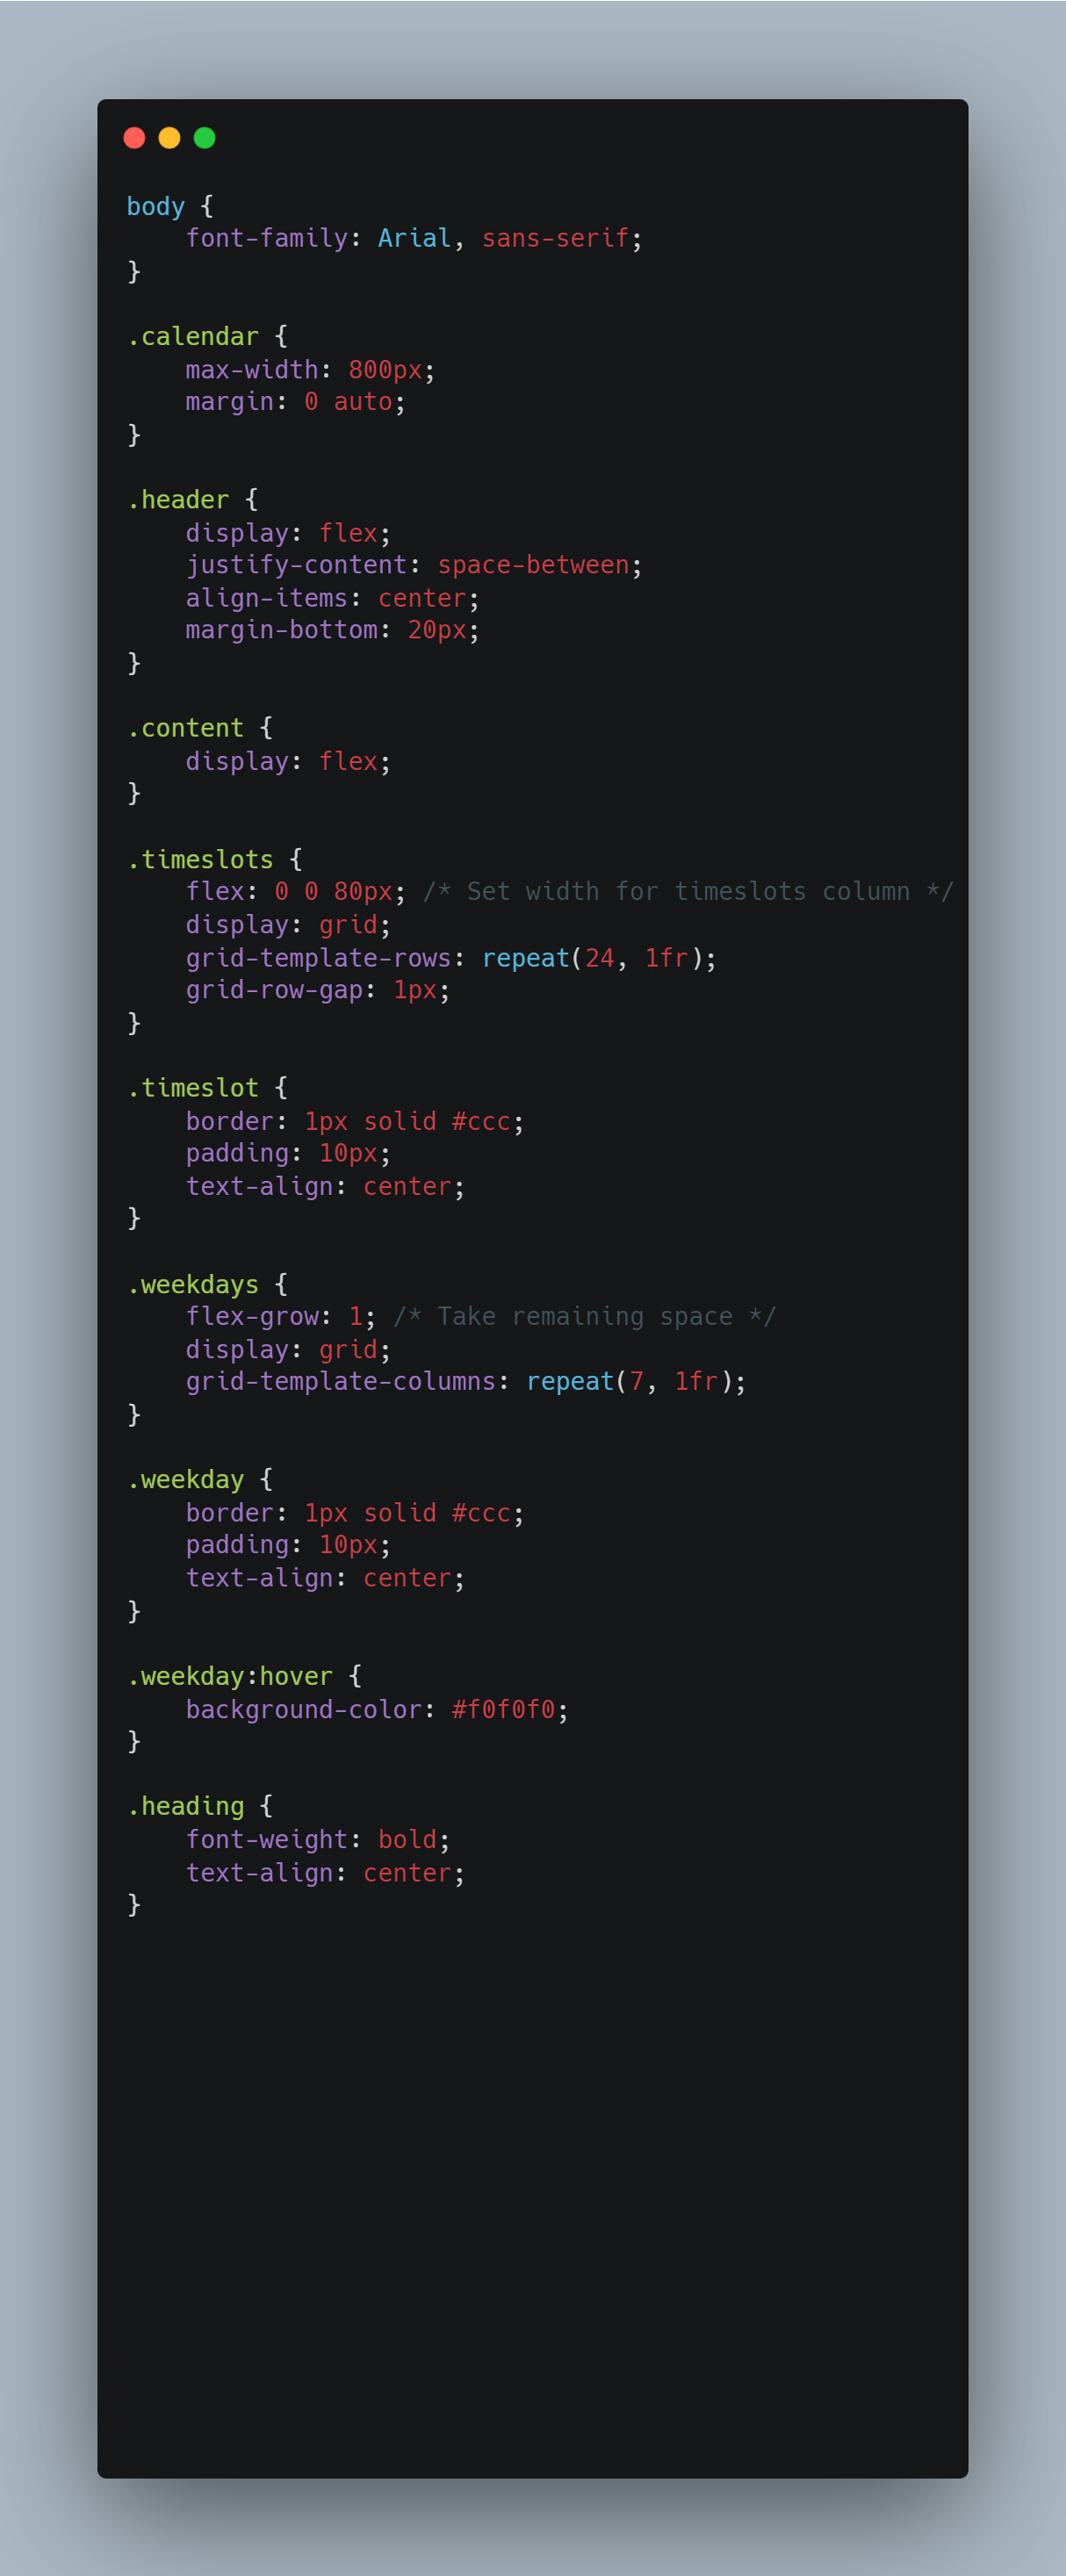 body {
    font-family: Arial, sans-serif;
}

.calendar {
    max-width: 800px;
    margin: 0 auto;
}

.header {
    display: flex;
    justify-content: space-between;
    align-items: center;
    margin-bottom: 20px;
}

.content {
    display: flex;
}

.timeslots {
    flex: 0 0 80px; /* Set width for timeslots column */
    display: grid;
    grid-template-rows: repeat(24, 1fr);
    grid-row-gap: 1px;
}

.timeslot {
    border: 1px solid #ccc;
    padding: 10px;
    text-align: center;
}

.weekdays {
    flex-grow: 1; /* Take remaining space */
    display: grid;
    grid-template-columns: repeat(7, 1fr);
}

.weekday {
    border: 1px solid #ccc;
    padding: 10px;
    text-align: center;
}

.weekday:hover {
    background-color: #f0f0f0;
}

.heading {
    font-weight: bold;
    text-align: center;
}